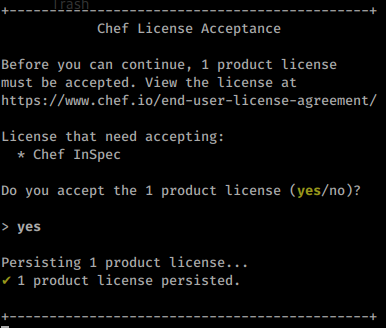 Trash
+---------------------------------------------+
Chef License Acceptance
Before you can continue, 1 product license
must be accepted. View the license at
https://www.chef.io/end-user-license-agreement/
License that need accepting:
* Chef InSpec
Do you accept the 1 product license (yes/no)?
> yes
Persisting 1 product license...
✔ 1 product license persisted.
+---------------------------------------------+